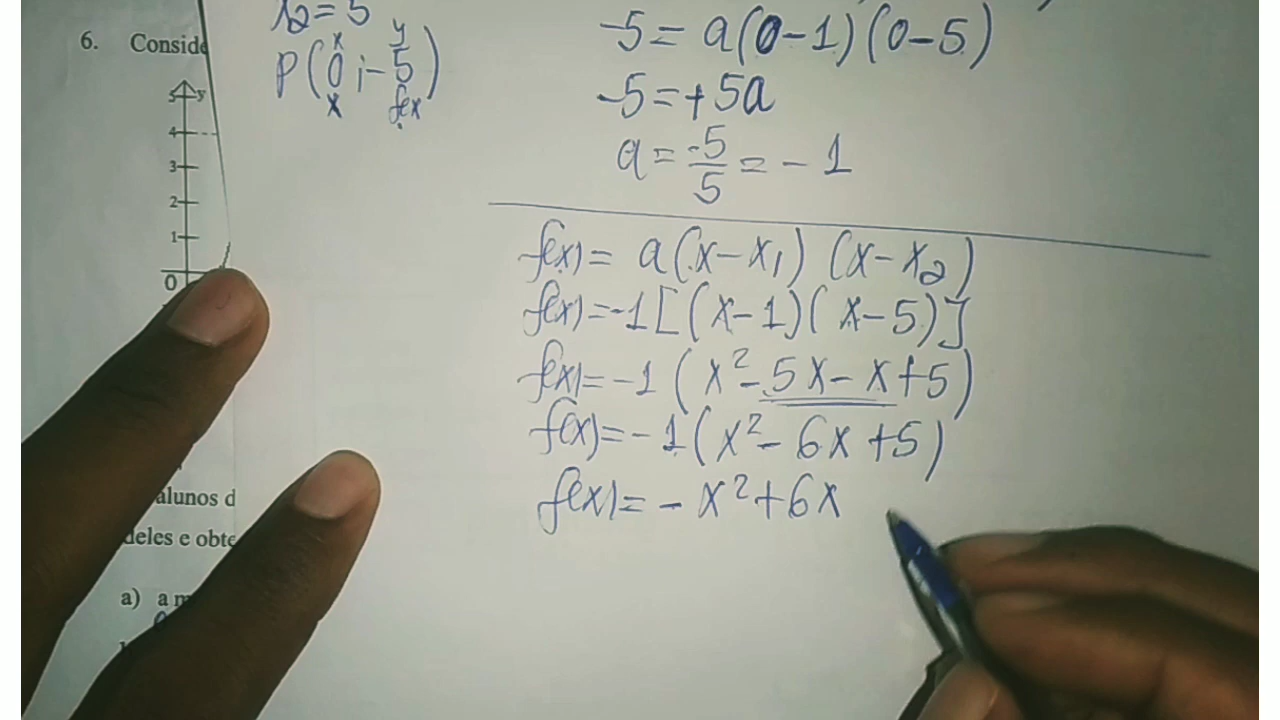 6. Conside
5 y
4
3
2
1
0
alunos d
deles e obte
a) a m
x2 = 5
x y
P(0 ; -5)
x f(x
-5 = a(0-1)(0-5)
-5 = +5a
a = -5/5 = -1
f(x) = a(x-x1) (x-x2)
f(x) = -1[(x-1)(x-5)]
f(x) = -1 (x²-5x-x+5)
f(x) = -1(x²-6x+5)
f(x) = -x²+6x